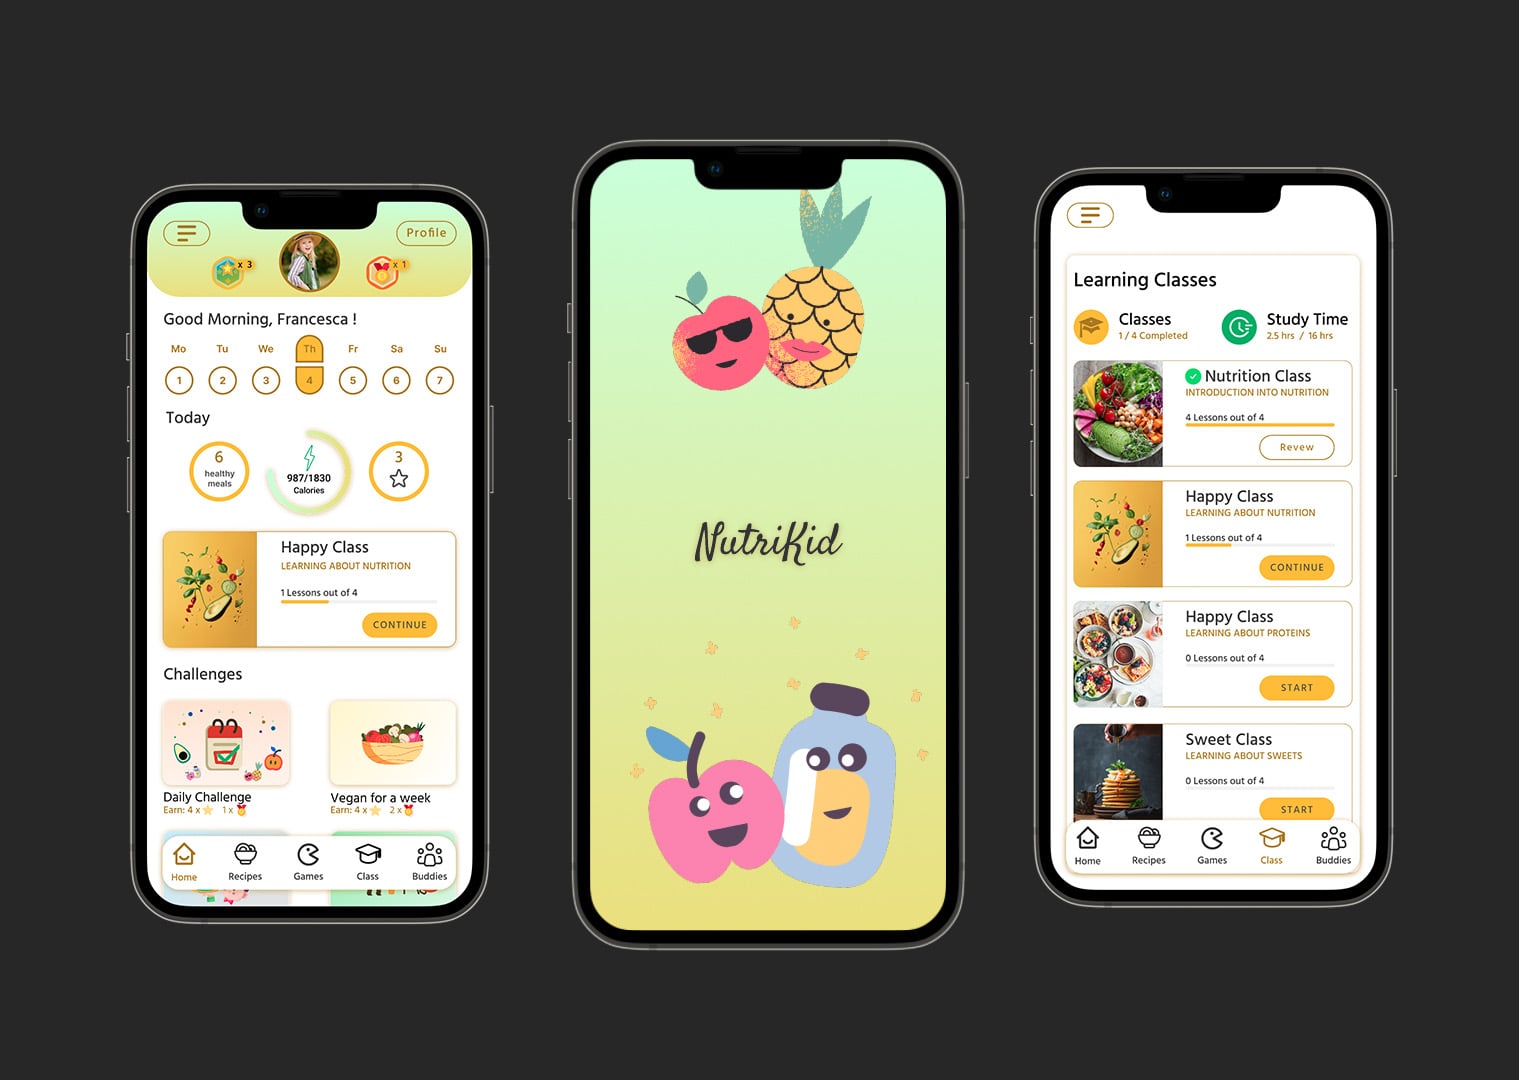 Profile
x 3
x 1
Good Morning, Francesca !
Mo Tu We Th Fr Sa Su
1 2 3 4 5 6 7
Today
6
healthy
meals
987/1830
Calories
3
Happy Class
LEARNING ABOUT NUTRITION
1 Lessons out of 4
CONTINUE
Challenges
Daily Challenge
Earn: 4 x 1 x
Vegan for a week
Earn: 4 x 2 x
Home Recipes Games Class Buddies
NutriKid
Learning Classes
Classes
1 / 4 Completed
Study Time
2.5 hrs / 16 hrs
Nutrition Class
INTRODUCTION INTO NUTRITION
4 Lessons out of 4
Revew
Happy Class
LEARNING ABOUT NUTRITION
1 Lessons out of 4
CONTINUE
Happy Class
LEARNING ABOUT PROTEINS
0 Lessons out of 4
START
Sweet Class
LEARNING ABOUT SWEETS
0 Lessons out of 4
START
Home Recipes Games Class Buddies